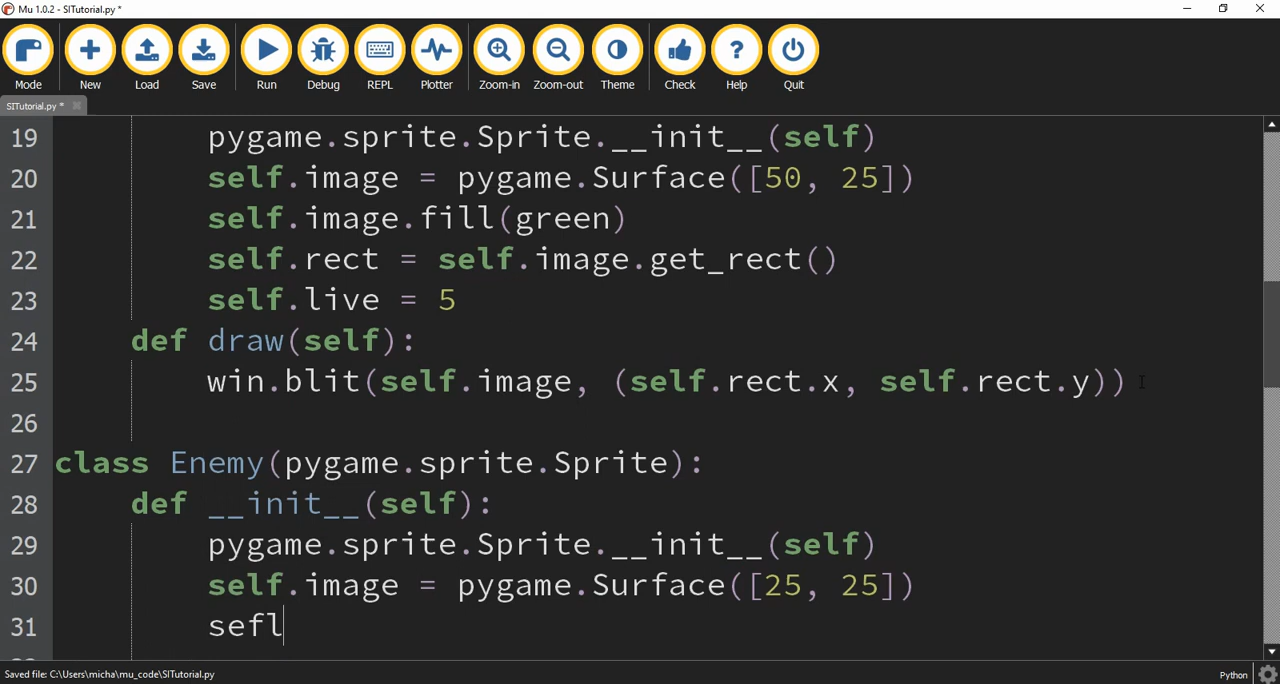 Mu 1.0.2 - SITutorial.py *
Mode New Load Save Run Debug REPL Plotter Zoom-in Zoom-out Theme Check Help Quit
SITutorial.py *
19 pygame.sprite.Sprite.__init__(self)
20 self.image = pygame.Surface([50, 25])
21 self.image.fill(green)
22 self.rect = self.image.get_rect()
23 self.live = 5
24 def draw(self):
25 win.blit(self.image, (self.rect.x, self.rect.y))
26
27 class Enemy(pygame.sprite.Sprite):
28 def __init__(self):
29 pygame.sprite.Sprite.__init__(self)
30 self.image = pygame.Surface([25, 25])
31 sefl
Saved file: C:\Users\micha\mu_code\SITutorial.py Python